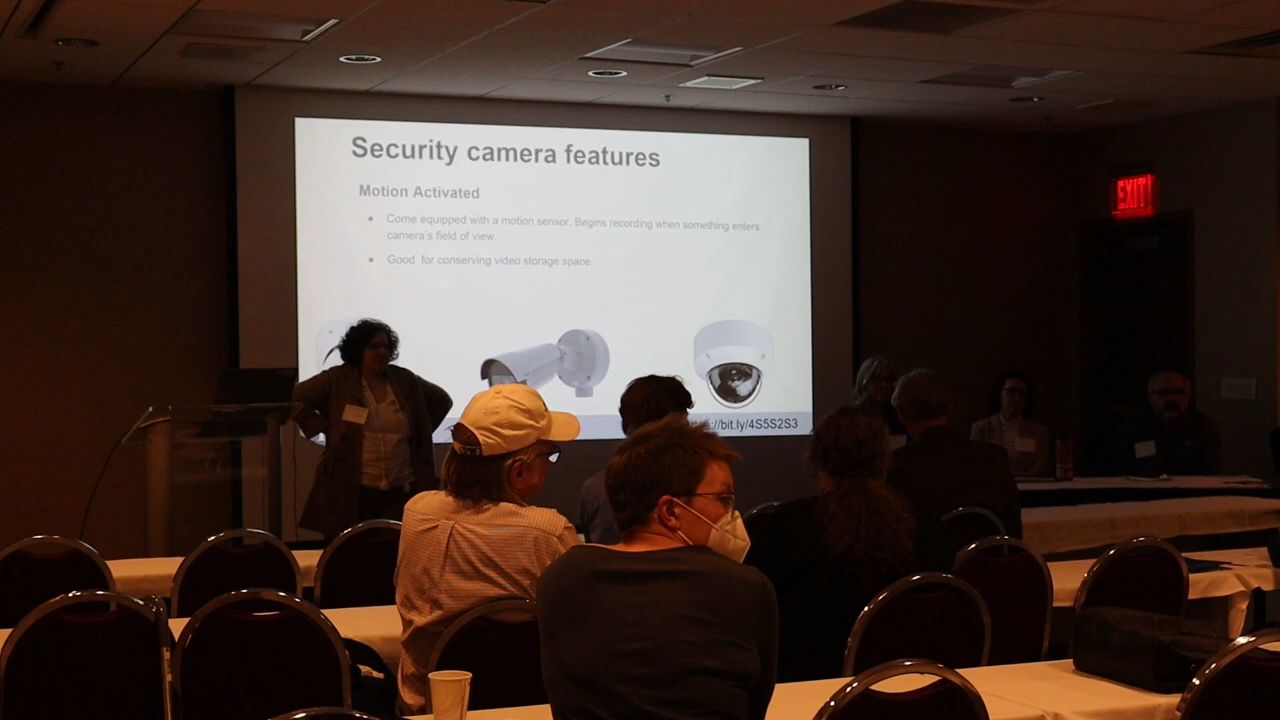 Security camera features
Motion Activated
Come equipped with a motion sensor. Begins recording when something enters
camera's field of view.
Good for conserving video storage space.
://bit.ly/4S5S2S3
EXIT